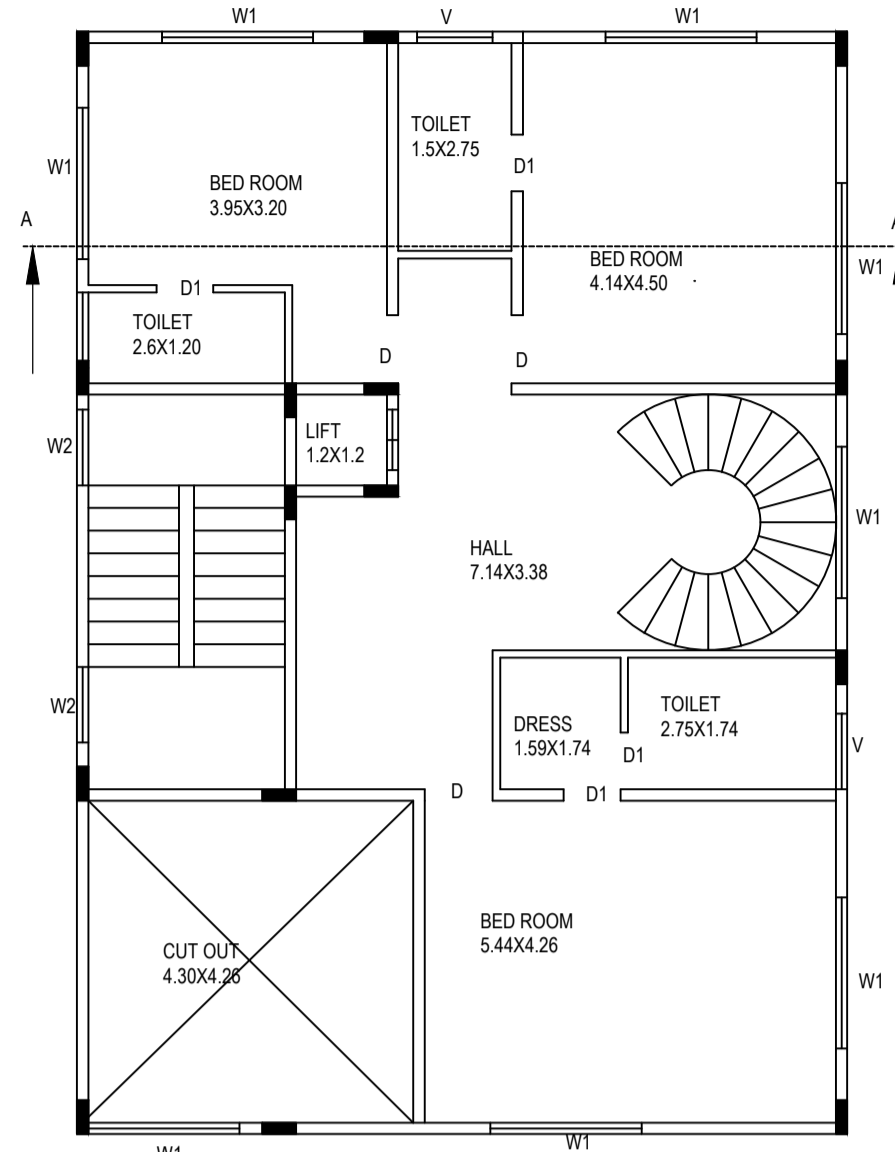 W1
V
W1
TOILET
1.5X2.75
D1
W1
BED ROOM
3.95X3.20
A
A
BED ROOM
4.14X4.50
W1
D1
TOILET
2.6X1.20
D
D
W2
LIFT
1.2X1.2
W1
HALL
7.14X3.38
W2
DRESS
1.59X1.74
TOILET
2.75X1.74
D1
V
D
D1
CUT OUT
4.30X4.26
BED ROOM
5.44X4.26
W1
W1
W1